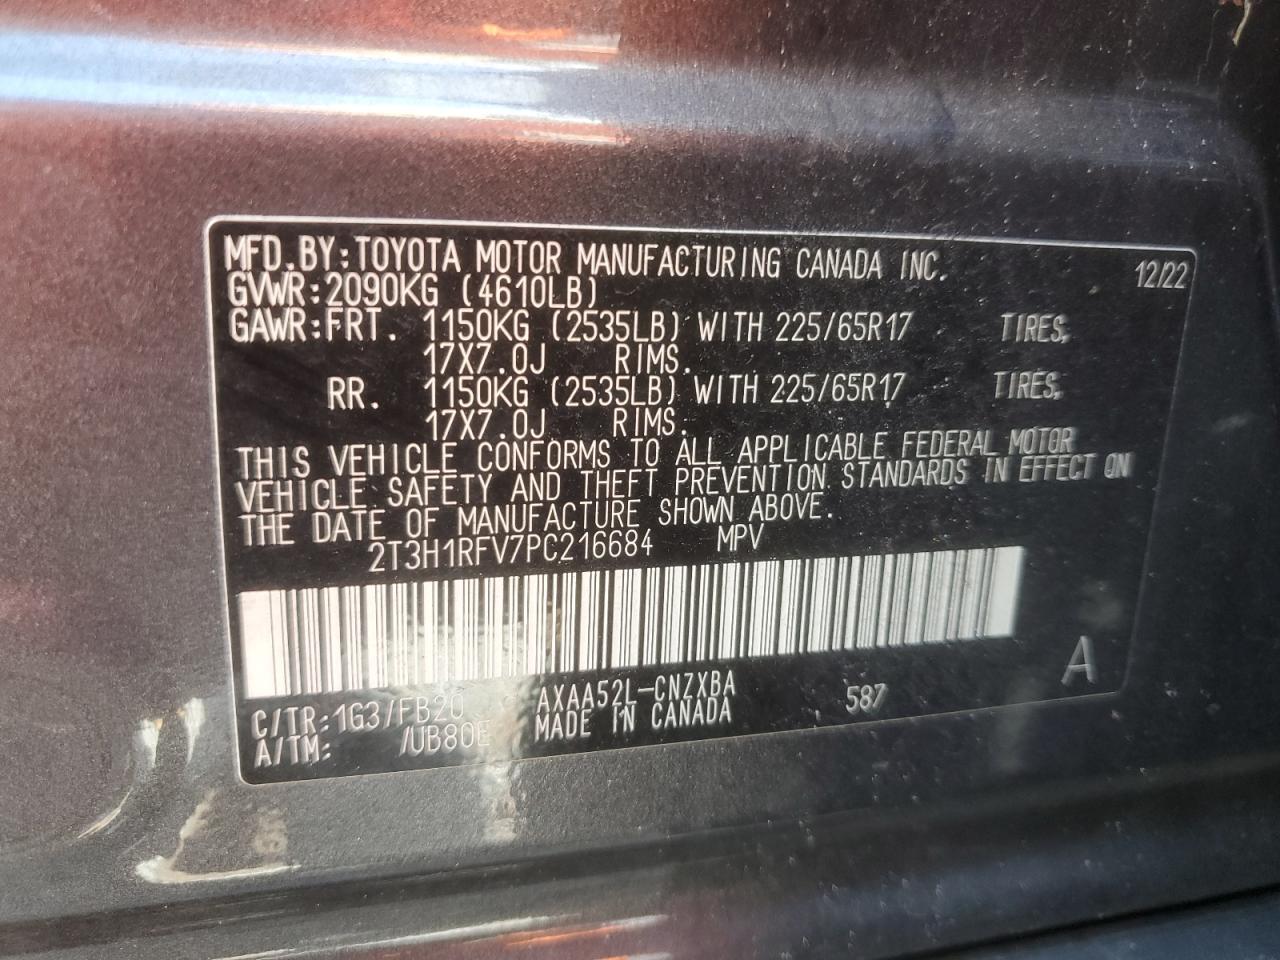 MFD.BY:TOYOTA MOTOR MANUFACTURING CANADA INC. 12/22
GVWR:2090KG (4610LB)
GAWR:FRT. 1150KG (2535LB) WITH 225/65R17 TIRES,
17X7.0J RIMS.
RR. 1150KG (2535LB) WITH 225/65R17 TIRES,
17X7.0J RIMS.
THIS VEHICLE CONFORMS TO ALL APPLICABLE FEDERAL MOTOR
VEHICLE SAFETY AND THEFT PREVENTION STANDARDS IN EFFECT ON
THE DATE OF MANUFACTURE SHOWN ABOVE.
2T3H1RFV7PC216684 MPV
A
C/TR:1G3/FB20 AXAA52L-CNZXBA 587
A/TM: /UB80E MADE IN CANADA